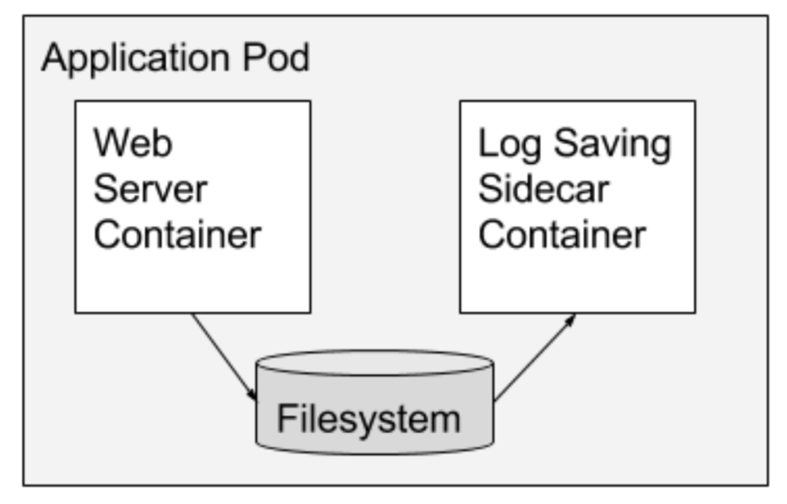 Application Pod
Web
Server
Container
Log Saving
Sidecar
Container
Filesystem